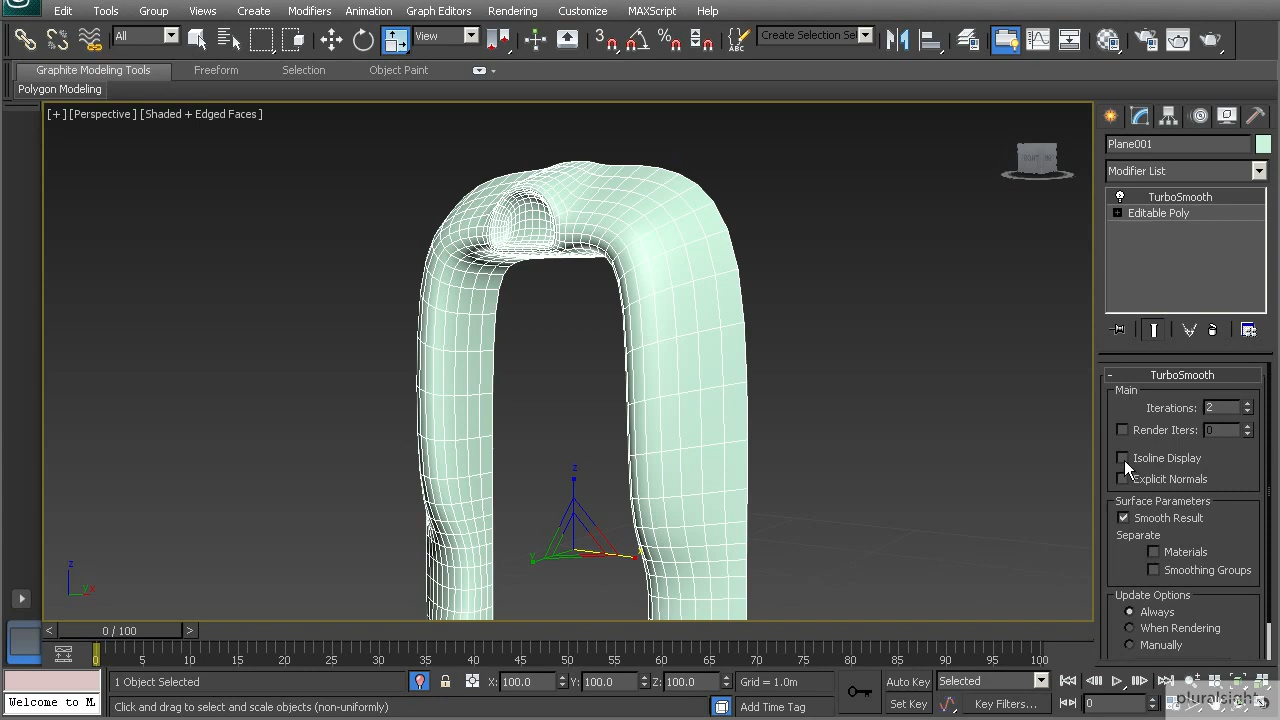 Edit Tools Group Views Create Modifiers Animation Graph Editors Rendering Customize MAXScript Help
All View 3 Create Selection Se
Graphite Modeling Tools Freeform Selection Object Paint
Polygon Modeling
[+] [Perspective] [Shaded + Edged Faces]
Plane001
Modifier List
TurboSmooth
Editable Poly
TurboSmooth
Main
Iterations: 2
Render Iters: 0
Isoline Display
Explicit Normals
Surface Parameters
Smooth Result
Separate
Materials
Smoothing Groups
Update Options
Always
When Rendering
Manually
z
y
z
x
< 0 / 100 >
0 5 10 15 20 25 30 35 40 45 50 55 60 65 70 75 80 85 90 95 100
1 Object Selected X: 100.0 Y: 100.0 Z: 100.0 Grid = 1.0m Auto Key Selected
Welcome to M Click and drag to select and scale objects (non-uniformly) Add Time Tag Set Key Key Filters... 0
pluralsight